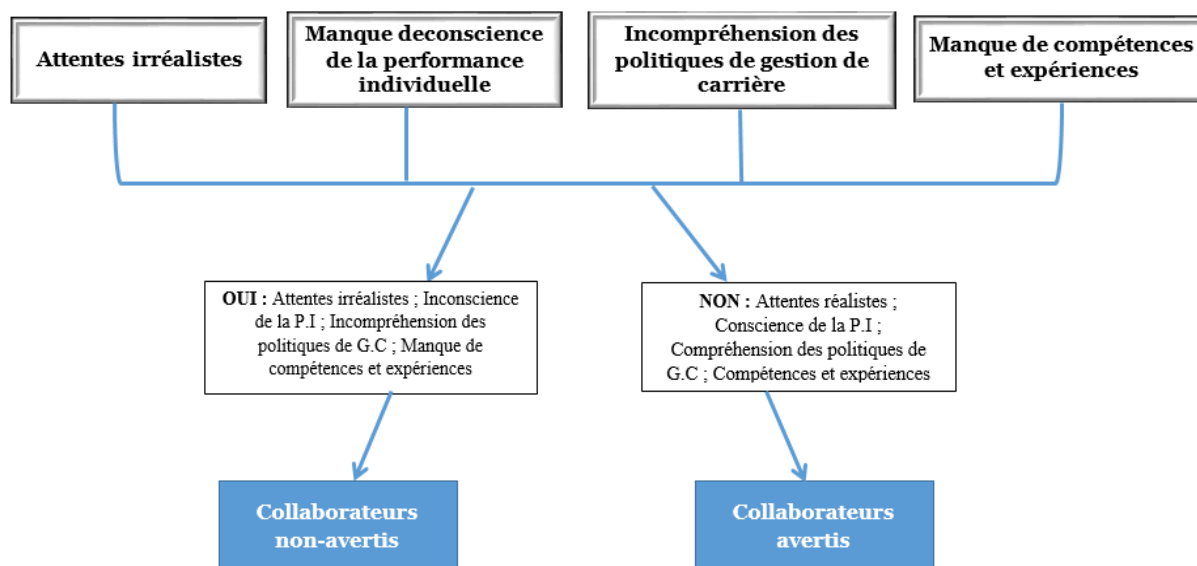 Attentes irréalistes
Manque deconscience
de la performance
individuelle
Incompréhension des
politiques de gestion de
carrière
Manque de compétences
et expériences
OUI : Attentes irréalistes ; Inconscience
de la P.I ; Incompréhension des
politiques de G.C ; Manque de
compétences et expériences
NON : Attentes réalistes ;
Conscience de la P.I ;
Compréhension des politiques de
G.C ; Compétences et expériences
Collaborateurs
non-avertis
Collaborateurs
avertis